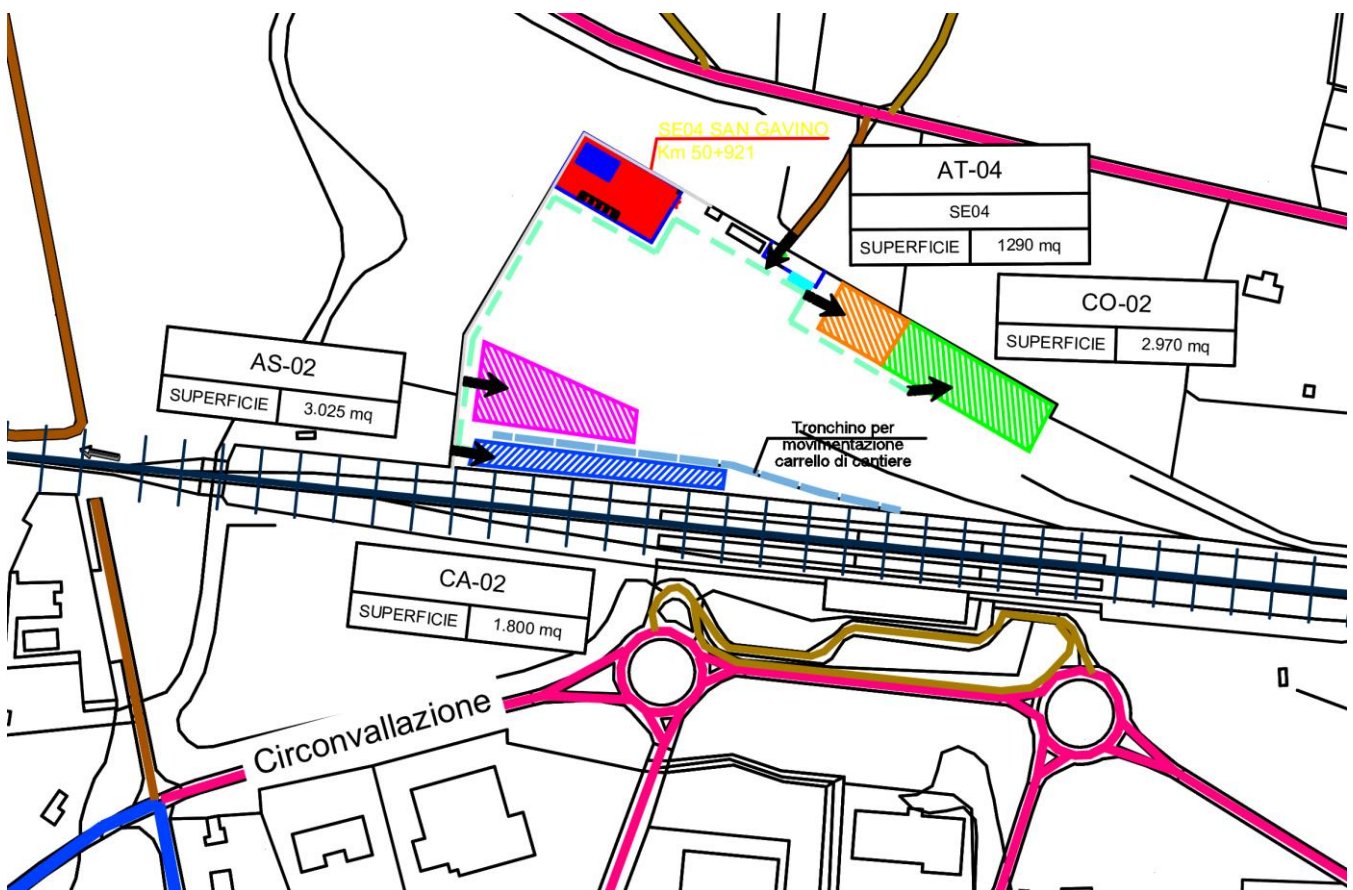 SE04 SAN GAVINO
Km 50+921
AT-04
SE04
SUPERFICIE 1290 mq
CO-02
SUPERFICIE 2.970 mq
AS-02
SUPERFICIE 3.025 mq
Tronchino per
movimentazione
carrello di cantiere
CA-02
SUPERFICIE 1.800 mq
Circonvallazione